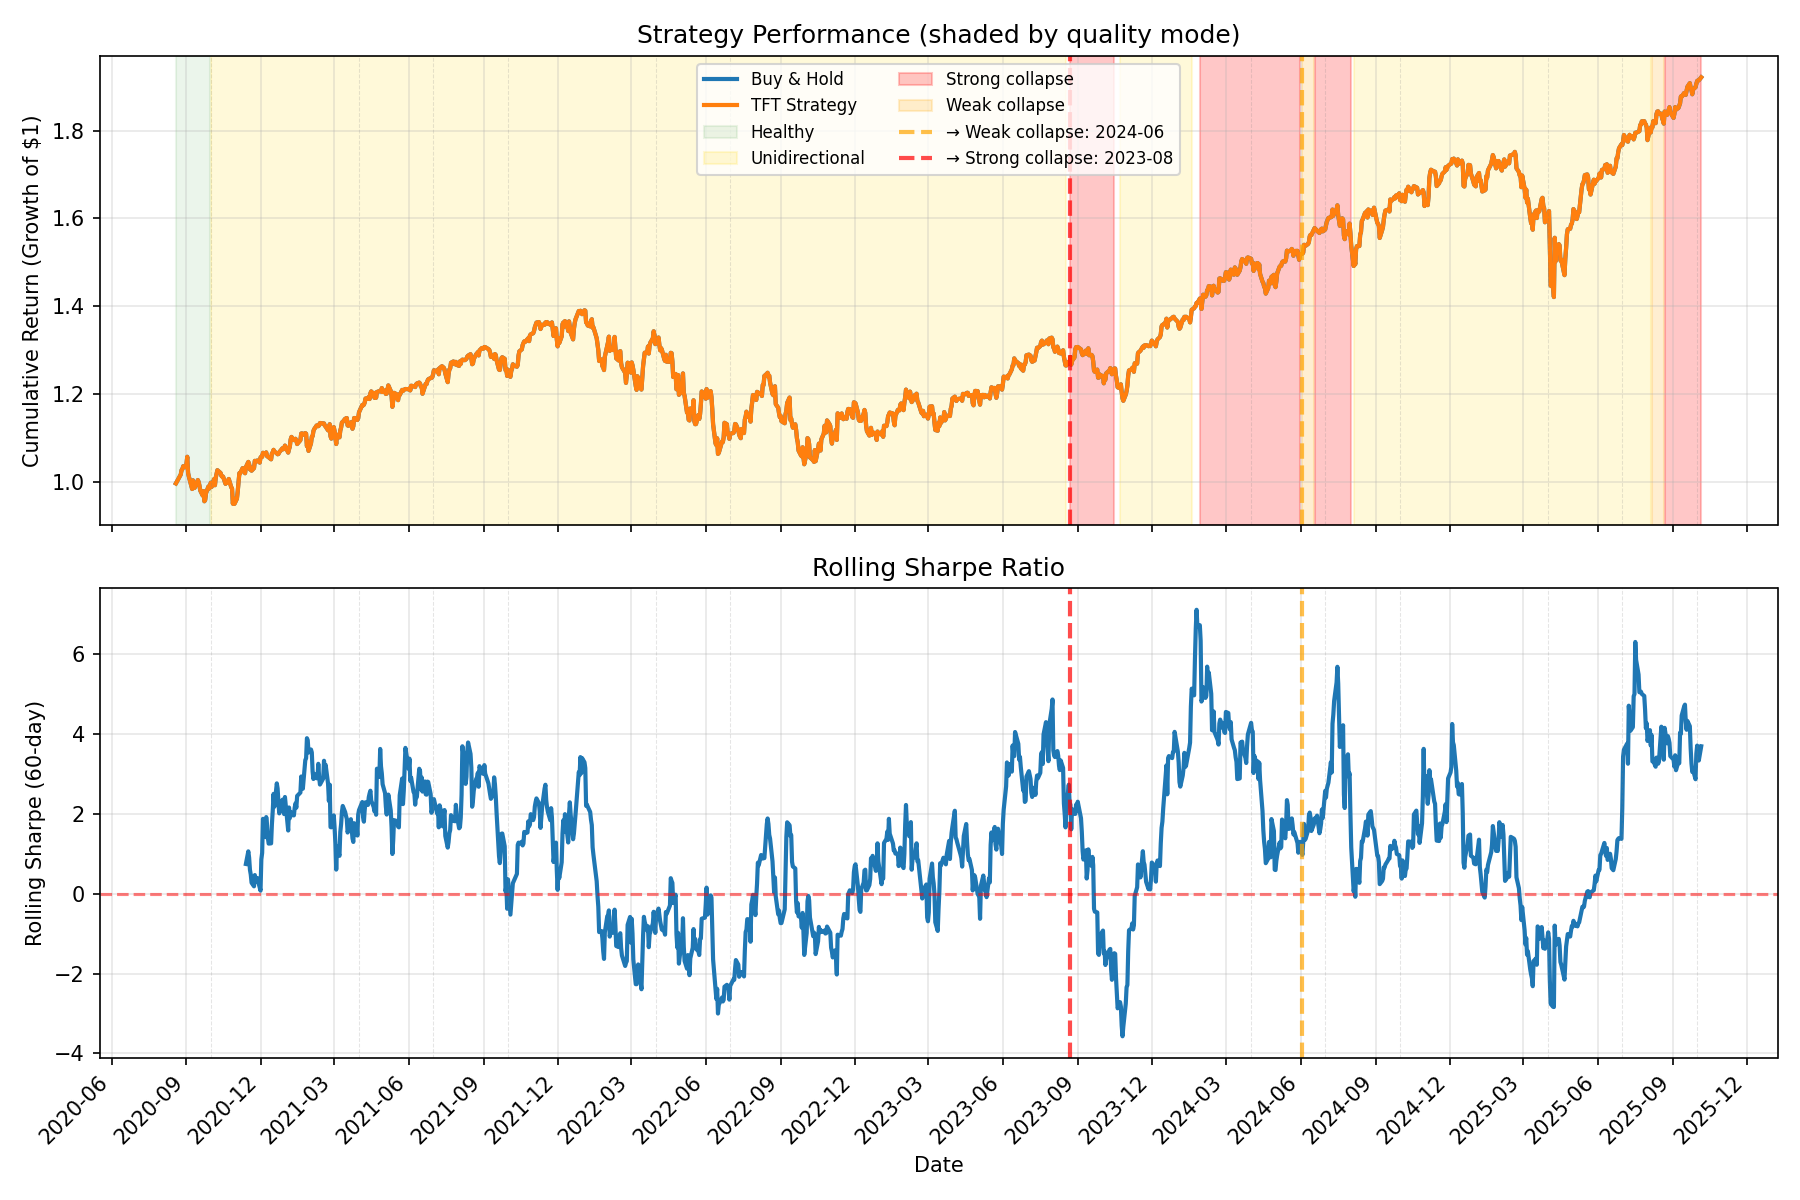 Strategy Performance (shaded by quality mode)
Cumulative Return (Growth of $1)
1.8
1.6
1.4
1.2
1.0
Buy & Hold
TFT Strategy
Healthy
Unidirectional
Strong collapse
Weak collapse
→ Weak collapse: 2024-06
→ Strong collapse: 2023-08
Rolling Sharpe Ratio
Rolling Sharpe (60-day)
6
4
2
0
−2
−4
2020-06
2020-09
2020-12
2021-03
2021-06
2021-09
2021-12
2022-03
2022-06
2022-09
2022-12
2023-03
2023-06
2023-09
2023-12
2024-03
2024-06
2024-09
2024-12
2025-03
2025-06
2025-09
2025-12
Date